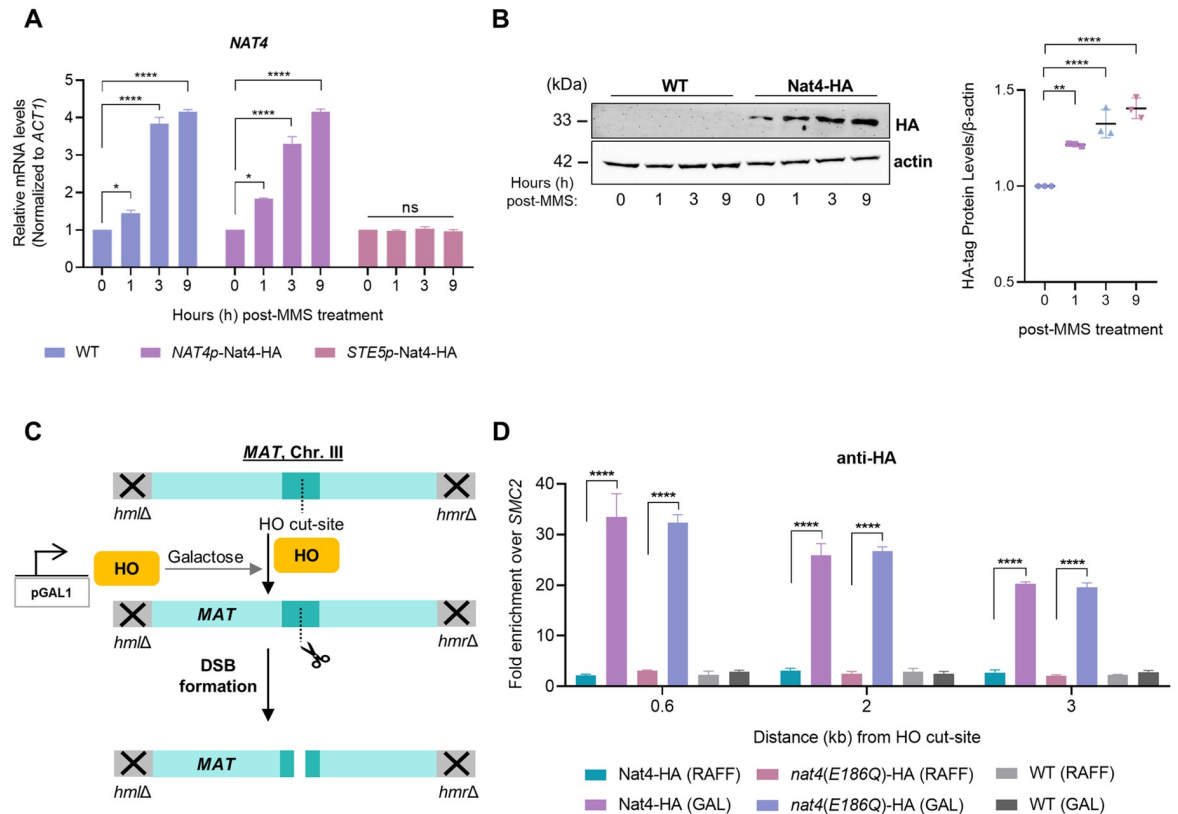 A
NAT4
Relative mRNA levels
(Normalized to ACT1)
5
4
3
2
1
0
* **** ****
* **** ****
ns
0 1 3 9 0 1 3 9 0 1 3 9
Hours (h) post-MMS treatment
WT NAT4p-Nat4-HA STE5p-Nat4-HA
B
(kDa) WT Nat4-HA
33 HA
42 actin
Hours (h)
post-MMS: 0 1 3 9 0 1 3 9
HA-tag Protein Levels/β-actin
****
****
**
1.5
1.0
0.5
0 1 3 9
post-MMS treatment
C
MAT, Chr. III
hmlΔ hmrΔ
HO cut-site
HO Galactose HO
pGAL1
MAT
hmlΔ hmrΔ
DSB
formation
MAT
hmlΔ hmrΔ
D
anti-HA
Fold enrichment over SMC2
40
30
20
10
0
**** **** **** **** **** ****
0.6 2 3
Distance (kb) from HO cut-site
Nat4-HA (RAFF) nat4(E186Q)-HA (RAFF) WT (RAFF)
Nat4-HA (GAL) nat4(E186Q)-HA (GAL) WT (GAL)